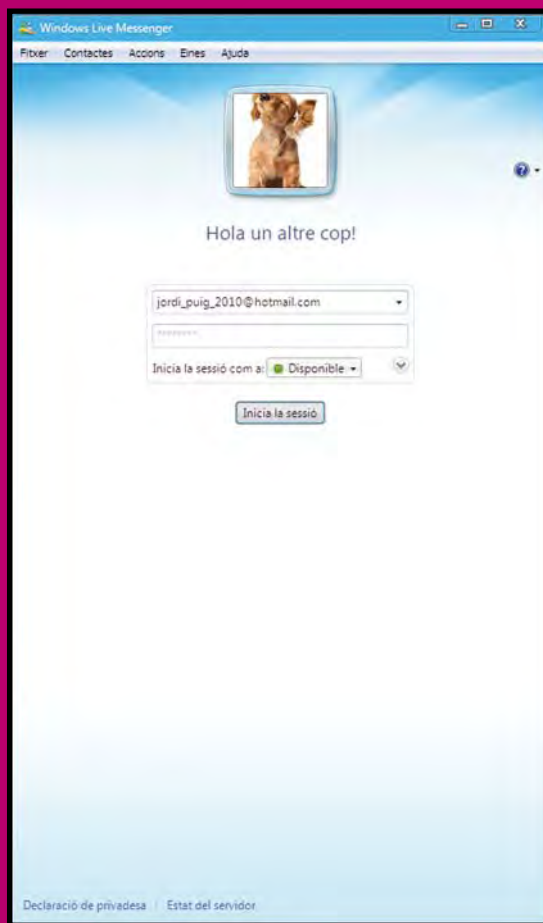 Windows Live Messenger
Fitxer Contactes Accions Eines Ajuda
Hola un altre cop!
jordi_puig_2010@hotmail.com
********
Inicia la sessió com a: Disponible
Inicia la sessió
Declaració de privadesa | Estat del servidor